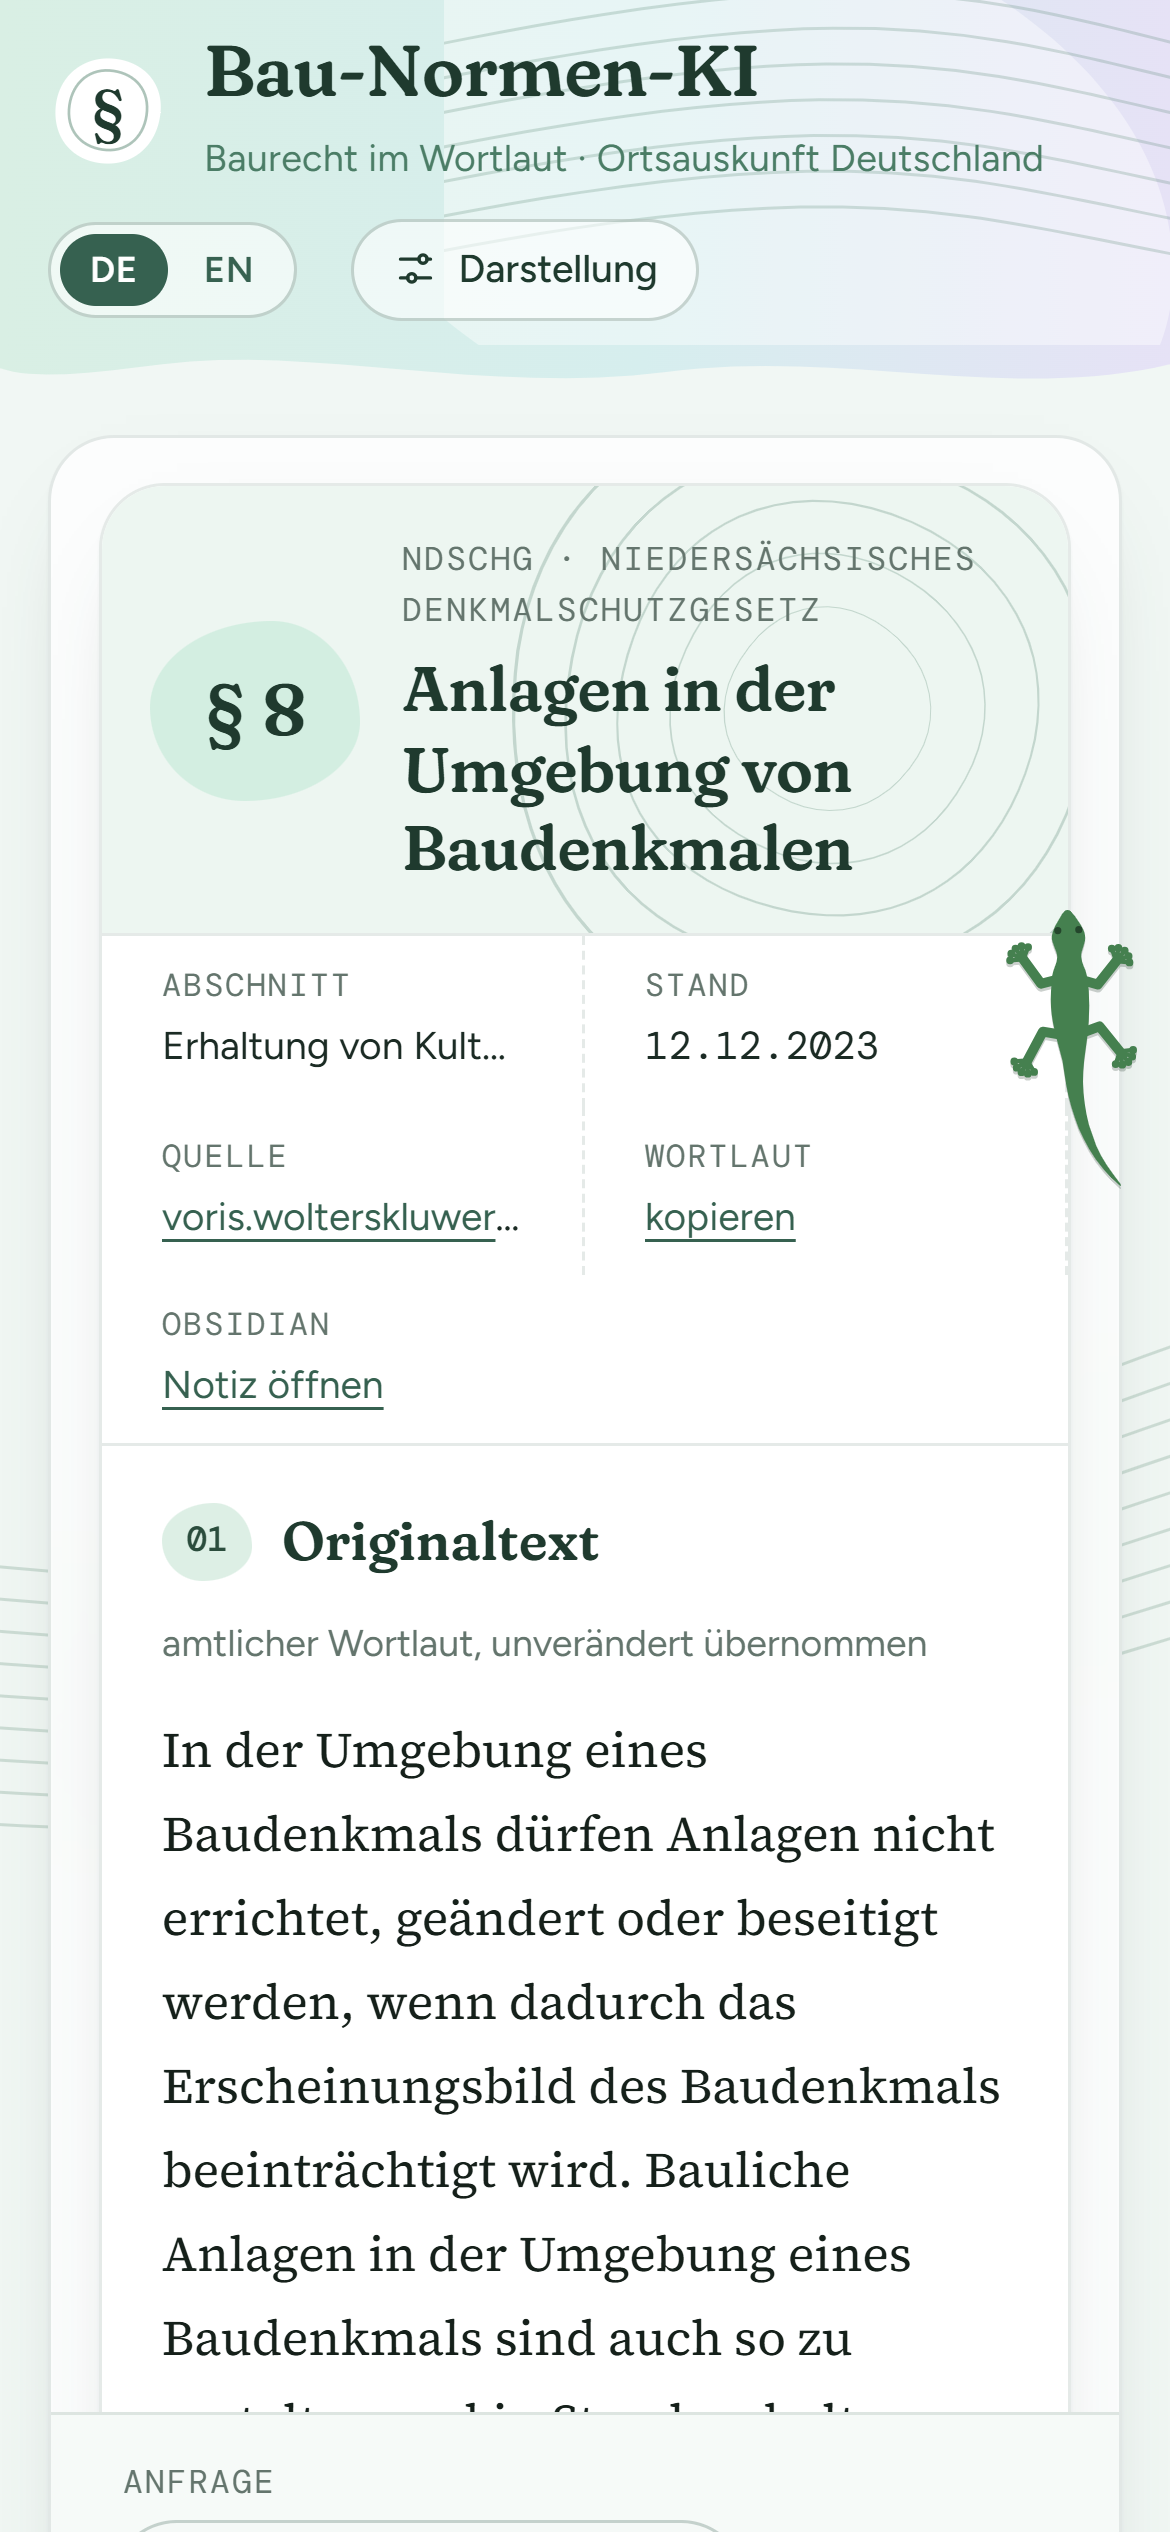 §
Bau-Normen-KI
Baurecht im Wortlaut · Ortsauskunft Deutschland
DE EN Darstellung
NDSCHG · NIEDERSÄCHSISCHES
DENKMALSCHUTZGESETZ
§ 8
Anlagen in der
Umgebung von
Baudenkmalen
ABSCHNITT
Erhaltung von Kult...
STAND
12.12.2023
QUELLE
voris.wolterskluwer...
WORTLAUT
kopieren
OBSIDIAN
Notiz öffnen
01 Originaltext
amtlicher Wortlaut, unverändert übernommen
In der Umgebung eines
Baudenkmals dürfen Anlagen nicht
errichtet, geändert oder beseitigt
werden, wenn dadurch das
Erscheinungsbild des Baudenkmals
beeinträchtigt wird. Bauliche
Anlagen in der Umgebung eines
Baudenkmals sind auch so zu
ANFRAGE